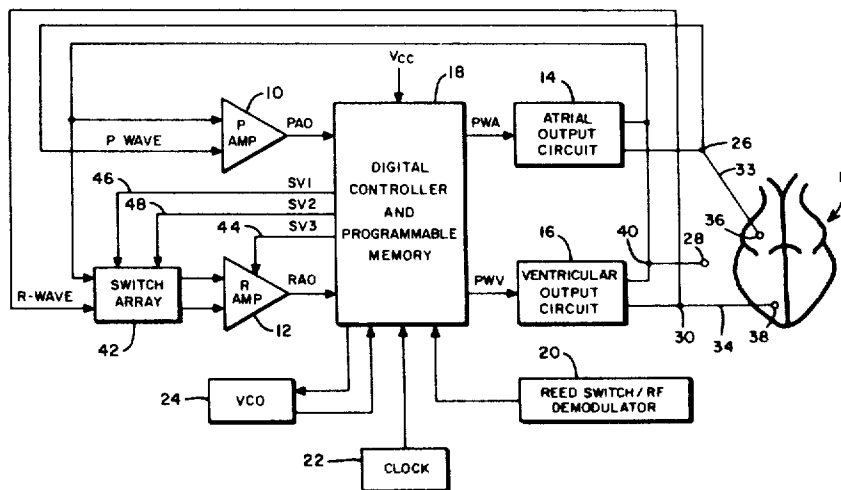 VCC
10
18
14
P
AMP
PAO
PWA
ATRIAL
OUTPUT
CIRCUIT
P WAVE
26
33
DIGITAL
CONTROLLER
AND
PROGRAMMABLE
MEMORY
46
SV1
48
SV2
44
SV3
36
16
40
28
SWITCH
ARRAY
R
AMP
RAO
PWV
VENTRICULAR
OUTPUT
CIRCUIT
R-WAVE
42
12
30
34
38
20
24
VCO
REED SWITCH/RF
DEMODULATOR
22
CLOCK